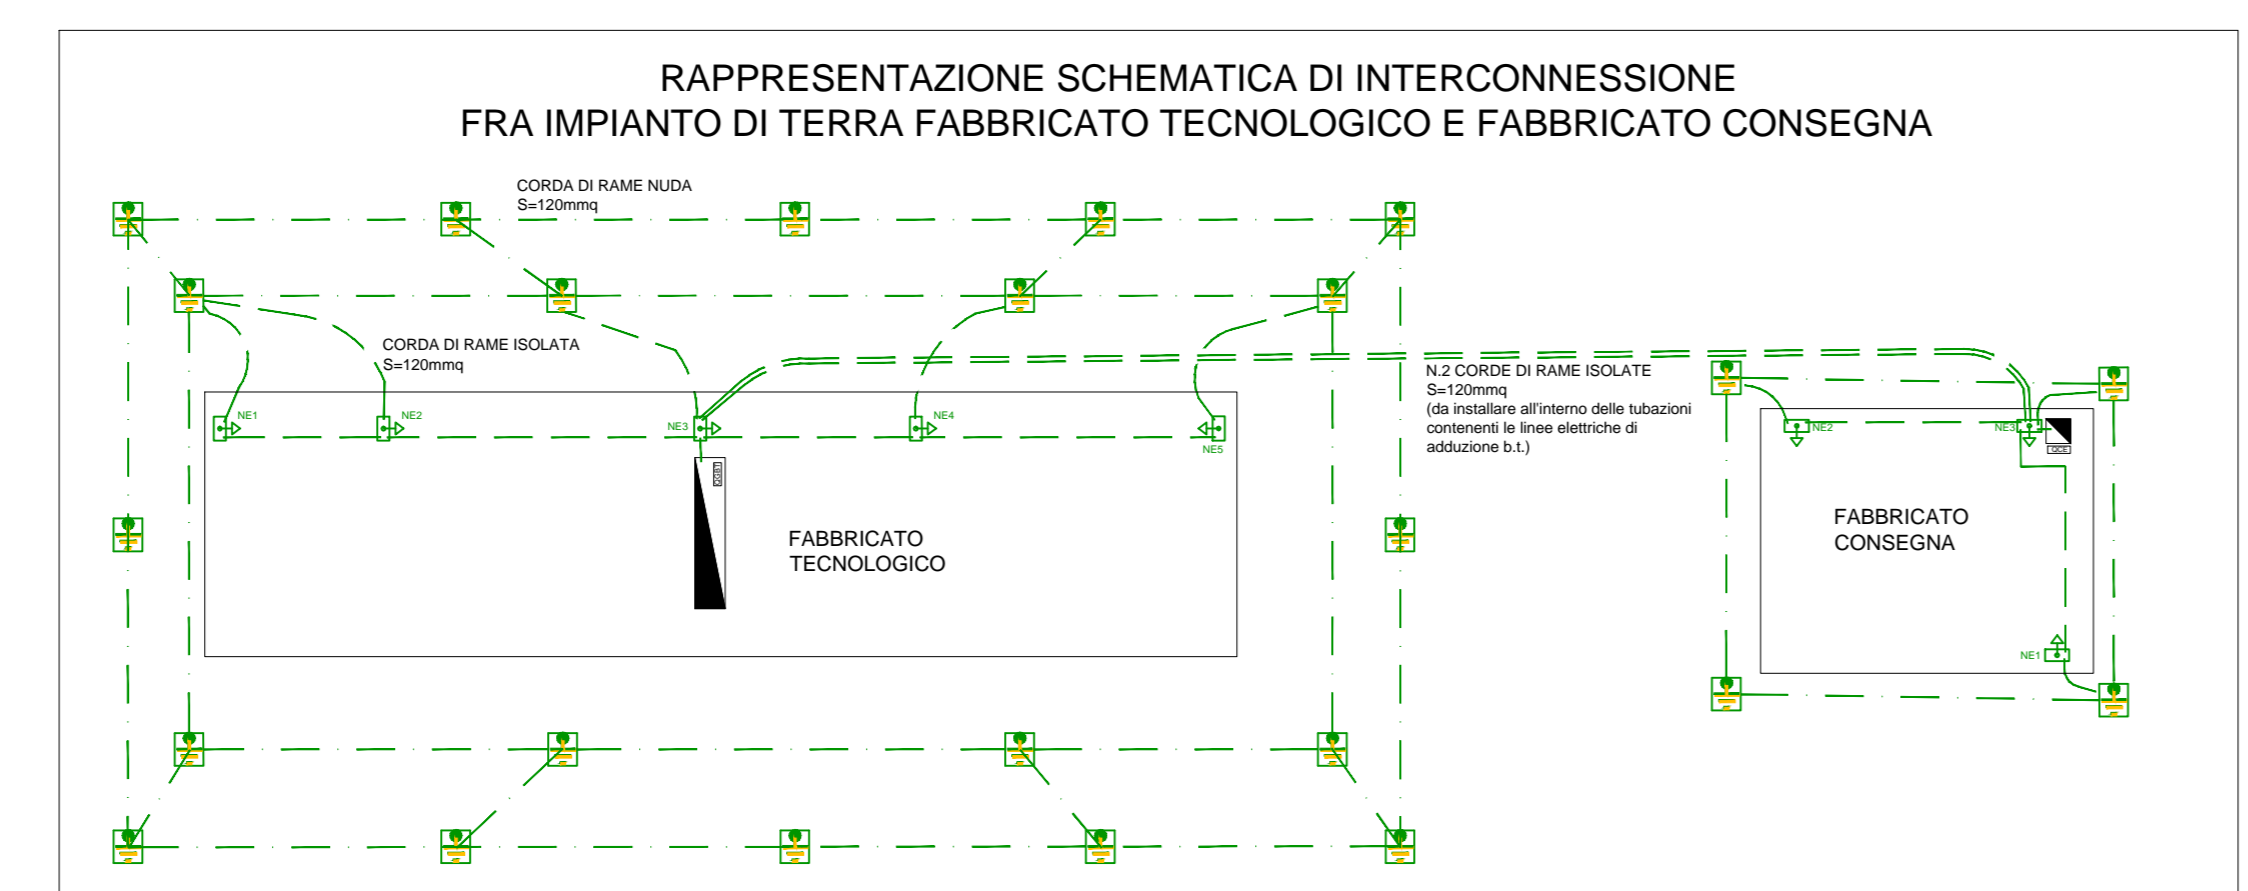 RAPPRESENTAZIONE SCHEMATICA DI INTERCONNESSIONE
FRA IMPIANTO DI TERRA FABBRICATO TECNOLOGICO E FABBRICATO CONSEGNA
CORDA DI RAME NUDA
S=120mmq
CORDA DI RAME ISOLATA
S=120mmq
N.2 CORDE DI RAME ISOLATE
S=120mmq
(da installare all'interno delle tubazioni
contenenti le linee elettriche di
adduzione b.t.)
NE1
NE2
NE3
NE4
NE5
QGBT
FABBRICATO
TECNOLOGICO
NE2
NE3
QCE
FABBRICATO
CONSEGNA
NE1